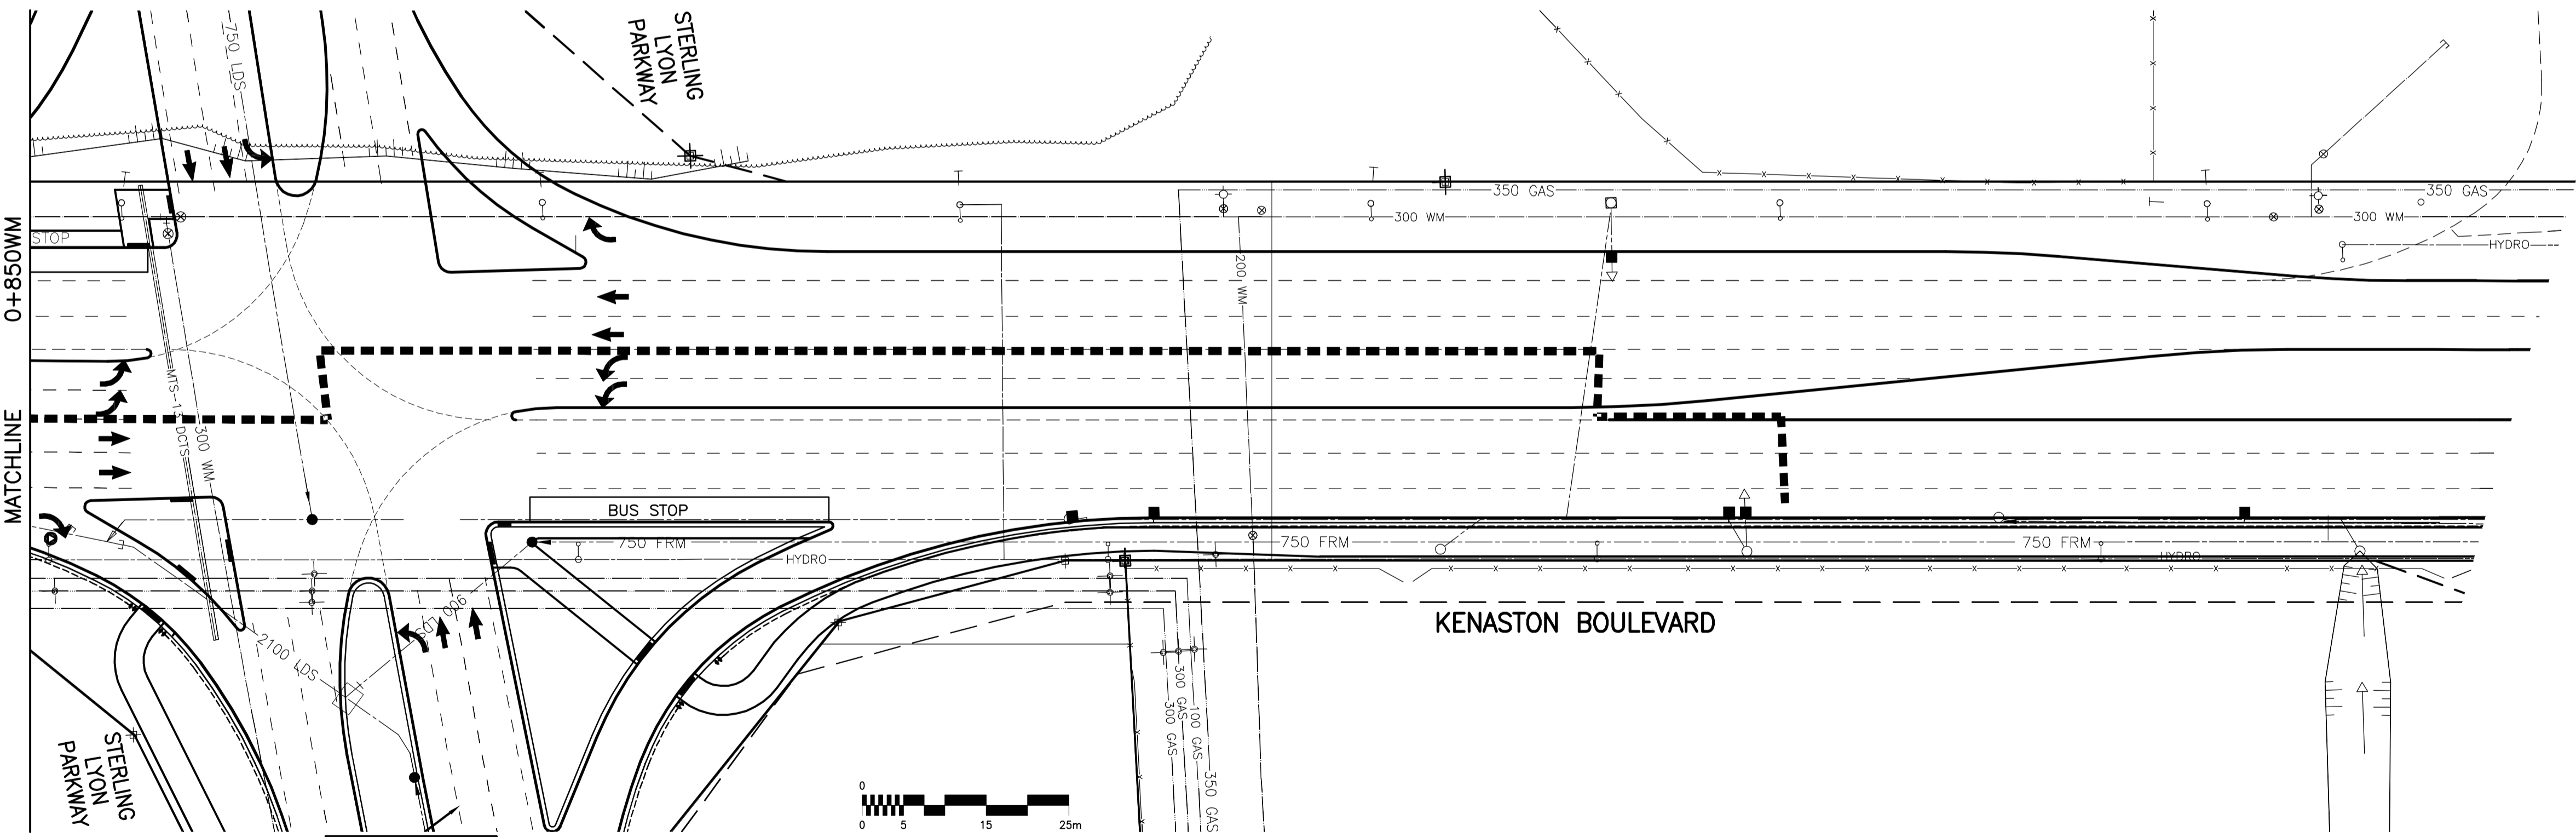 STERLING
LYON
PARKWAY
750 LDS
0+850WM
MATCHLINE
STOP
350 GAS
350 GAS
300 WM
300 WM
HYDRO
200 WM
MTS-13 DCTS
300 WM
BUS STOP
750 FRM
750 FRM
750 FRM
HYDRO
HYDRO
KENASTON BOULEVARD
900 LDS
2100 LDS
300 GAS
300 GAS
100 GAS
350 GAS
STERLING
LYON
PARKWAY
0
0 5 15 25m